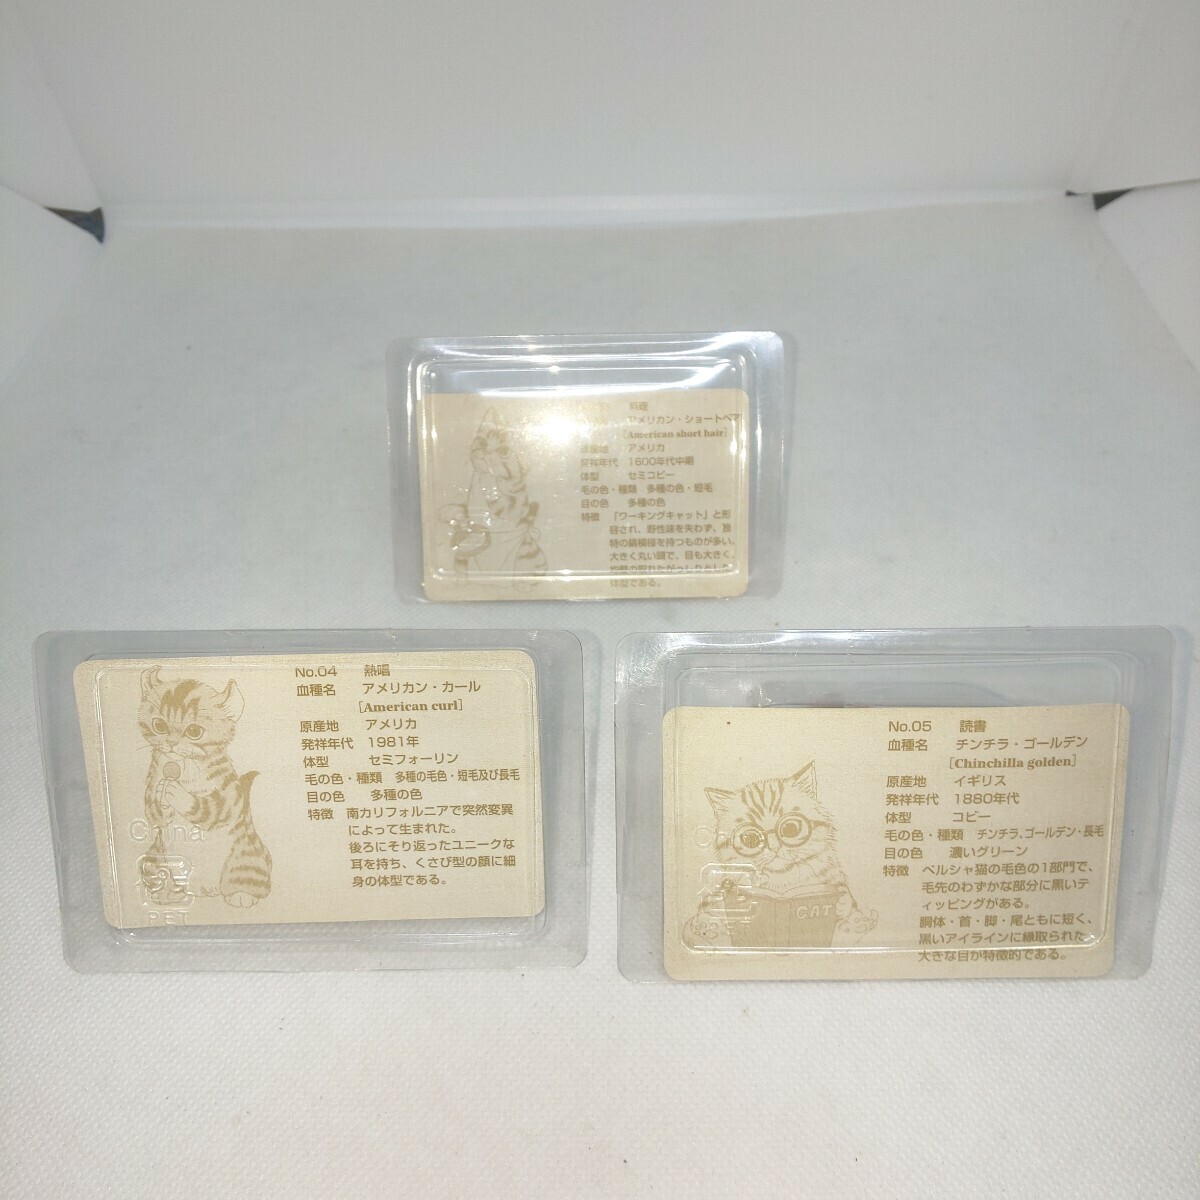 料理
アメリカン・ショートヘア
[American short hair]
原産地 アメリカ
発祥年代 1600年代中期
体型 セミコビー
毛の色・種類 多種の色・短毛
目の色 多種の色
特徴 「ワーキングキャット」と形
容され、野性味を失わず、独
特の縞模様を持つものが多い。
大きく丸い頭で、目も大きく、
がっしりとした
体型である。
No.04 熱唱
血種名 アメリカン・カール
[American curl]
原産地 アメリカ
発祥年代 1981年
体型 セミフォーリン
毛の色・種類 多種の毛色・短毛及び長毛
目の色 多種の色
特徴 南カリフォルニアで突然変異
によって生まれた。
後ろにそり返ったユニークな
耳を持ち、くさび型の顔に細
身の体型である。
China
PET
No.05 読書
血種名 チンチラ・ゴールデン
[Chinchilla golden]
原産地 イギリス
発祥年代 1880年代
体型 コビー
毛の色・種類 チンチラ、ゴールデン・長毛
目の色 濃いグリーン
特徴 ペルシャ猫の毛色の1部門で、
毛先のわずかな部分に黒いテ
ィッピングがある。
胴体・首・脚・尾ともに短く、
黒いアイラインに縁取られた
大きな目が特徴的である。
CAT
PET